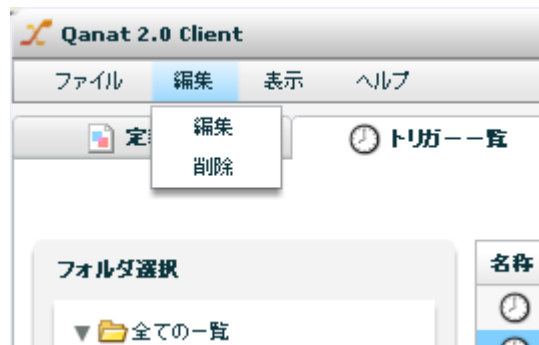 Qanat 2.0 Client
ファイル 編集 表示 ヘルプ
編集
削除
トリガー一覧
フォルダ選択
名称
全ての一覧